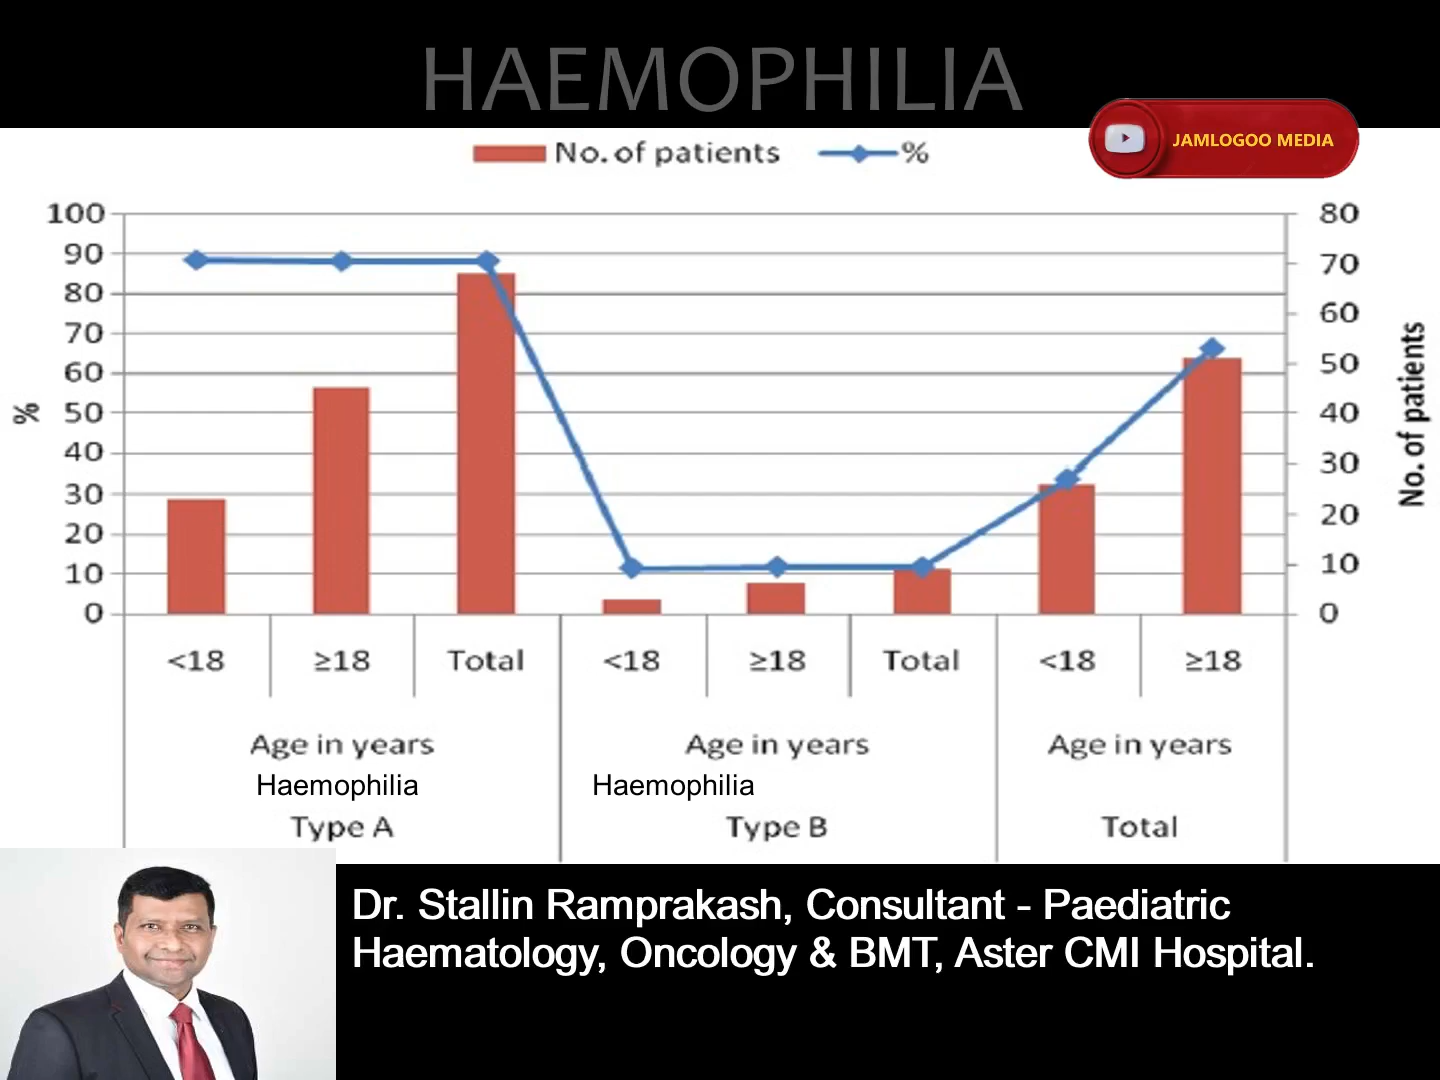 HAEMOPHILIA
JAMLOGOO MEDIA
No. of patients %
100
90
80
70
60
50
40
30
20
10
0
%
80
70
60
50
40
30
20
10
0
No. of patients
<18 ≥18 Total <18 ≥18 Total <18 ≥18
Age in years Age in years Age in years
Haemophilia Haemophilia
Type A Type B Total
Dr. Stallin Ramprakash, Consultant - Paediatric
Haematology, Oncology & BMT, Aster CMI Hospital.